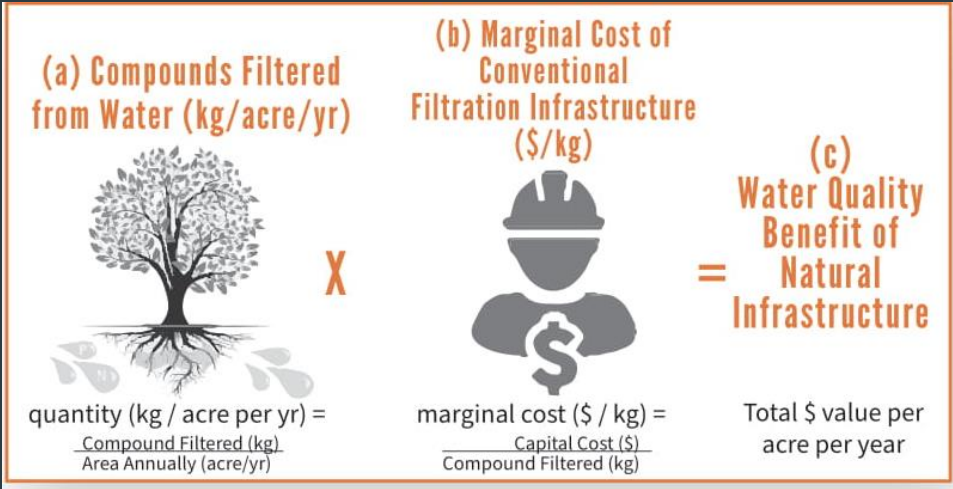 (a) Compounds Filtered
from Water (kg/acre/yr)
X
(b) Marginal Cost of
Conventional
Filtration Infrastructure
($/kg)
$
=
(c)
Water Quality
Benefit of
Natural
Infrastructure
quantity (kg / acre per yr) =
Compound Filtered (kg)
Area Annually (acre/yr)
marginal cost ($ / kg) =
Capital Cost ($)
Compound Filtered (kg)
Total $ value per
acre per year